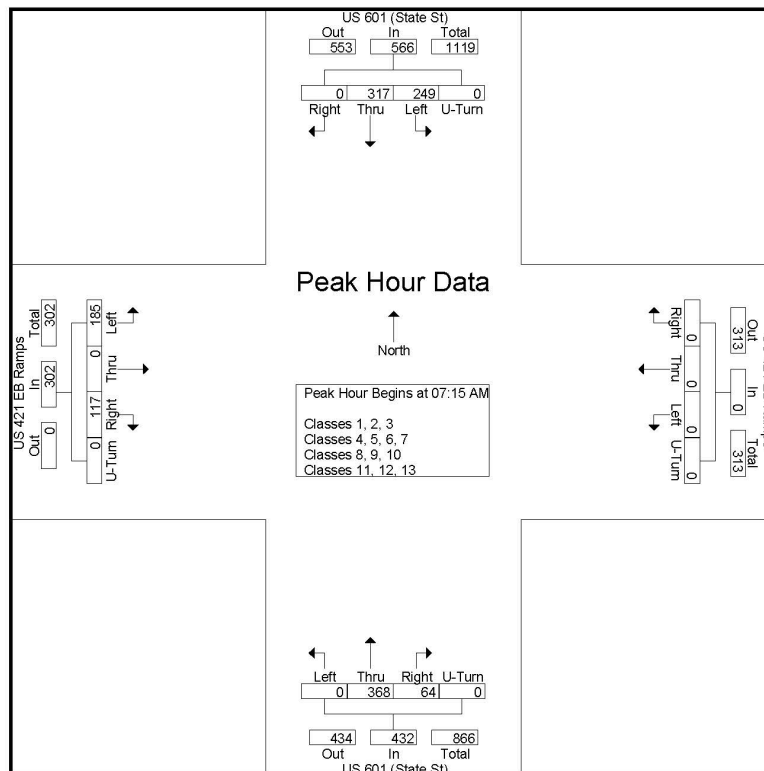 US 601 (State St)
Out In Total
553 566 1119
0 317 249 0
Right Thru Left U-Turn
Peak Hour Data
North
Peak Hour Begins at 07:15 AM
Classes 1, 2, 3
Classes 4, 5, 6, 7
Classes 8, 9, 10
Classes 11, 12, 13
US 421 EB Ramps
Out In Total
0 302 302
Left Thru Right U-Turn
185 0 117 0
Right Thru Left U-Turn
0 0 0 0
Out In Total
313 0 313
Left Thru Right U-Turn
0 368 64 0
434 432 866
Out In Total
US 601 (State St)